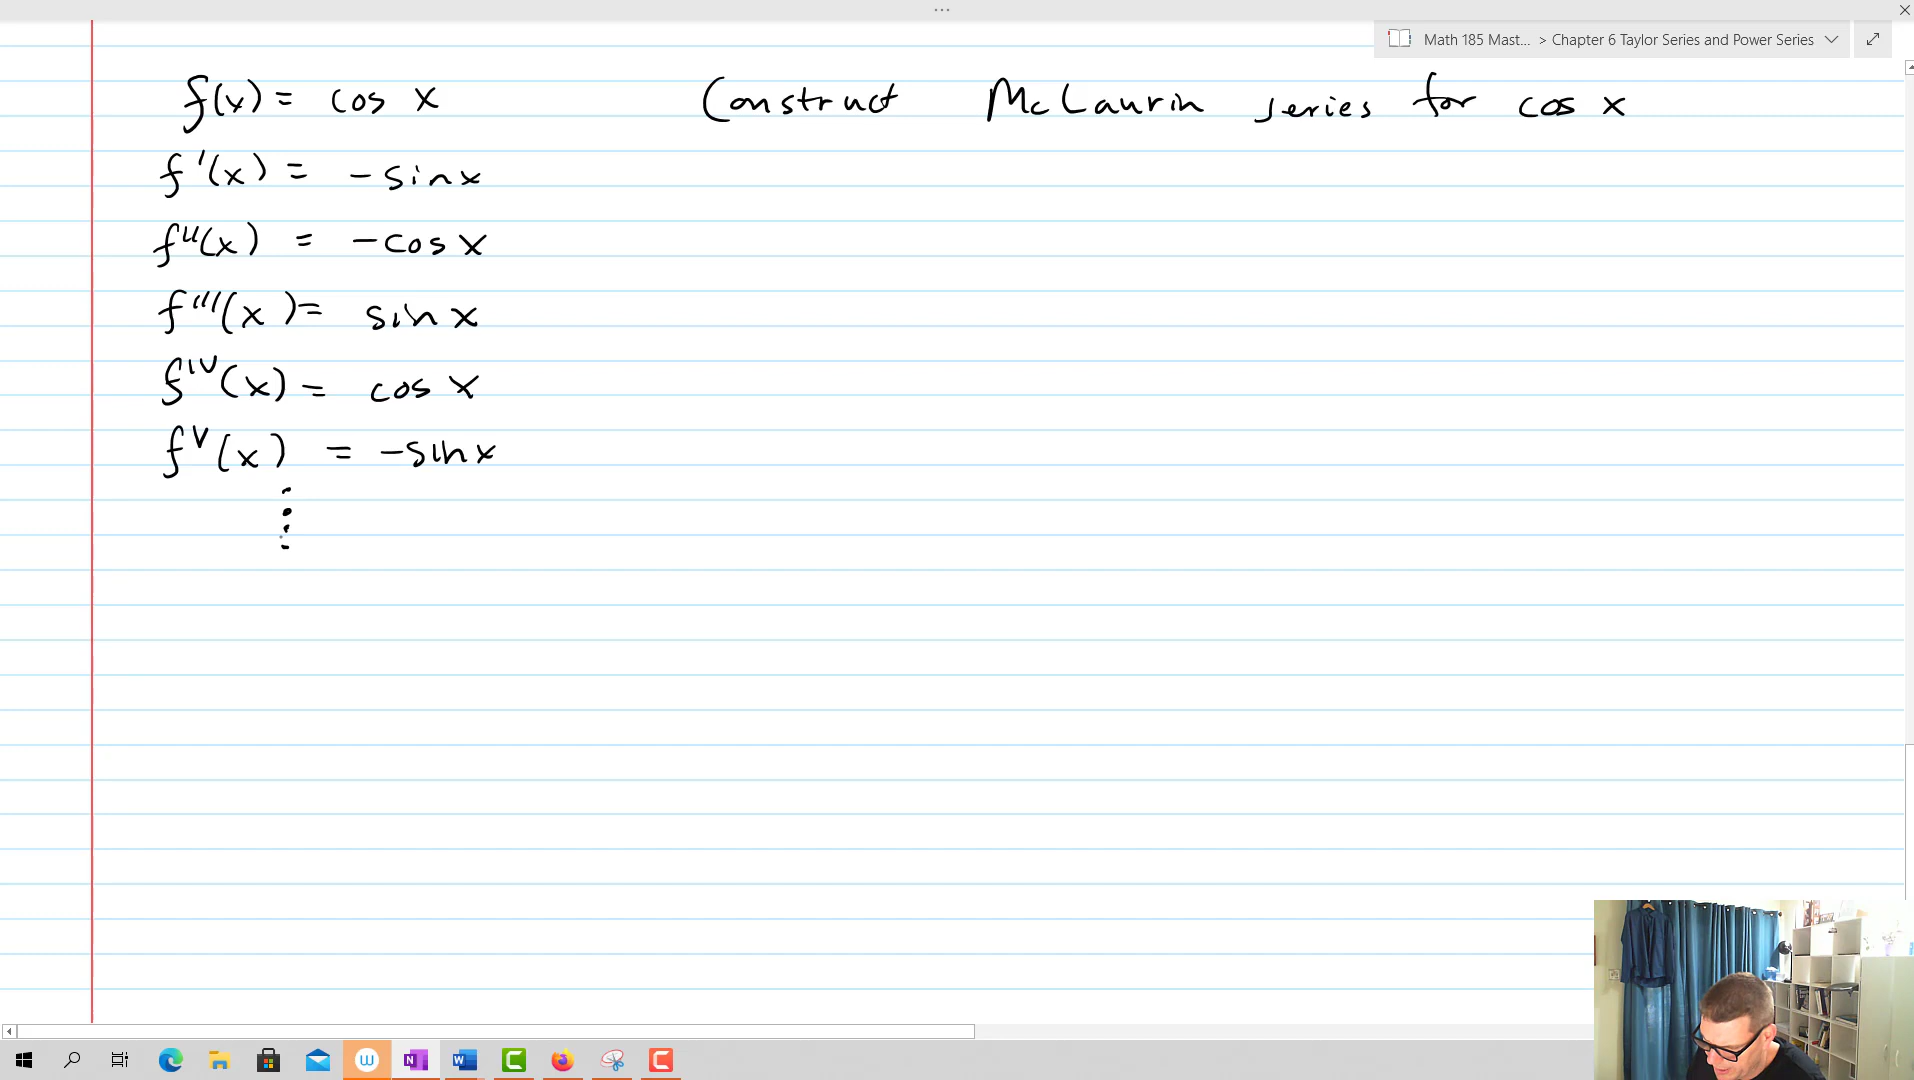 Math 185 Mast... > Chapter 6 Taylor Series and Power Series
f(x) = cos x Construct McLaurin series for cos x
f'(x) = -sinx
f''(x) = -cos x
f'''(x) = sin x
f^IV(x) = cos x
f^V(x) = -sin x